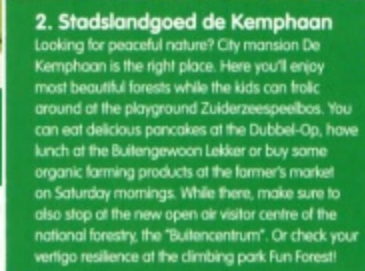 2. Stadslandgoed de Kemphaan
Looking for peaceful nature? City mansion De
Kemphaan is the right place. Here you'll enjoy
most beautiful forests while the kids can frolic
around at the playground Zuiderzeespeelbos. You
can eat delicious pancakes at the Dubbel-Op, have
lunch at the Buitengewoon Lekker or buy some
organic farming products at the farmer's market
on Saturday mornings. While there, make sure to
also stop at the new open air visitor centre of the
national forestry, the "Buitencentrum". Or check your
vertigo resilience at the climbing park Fun Forest!